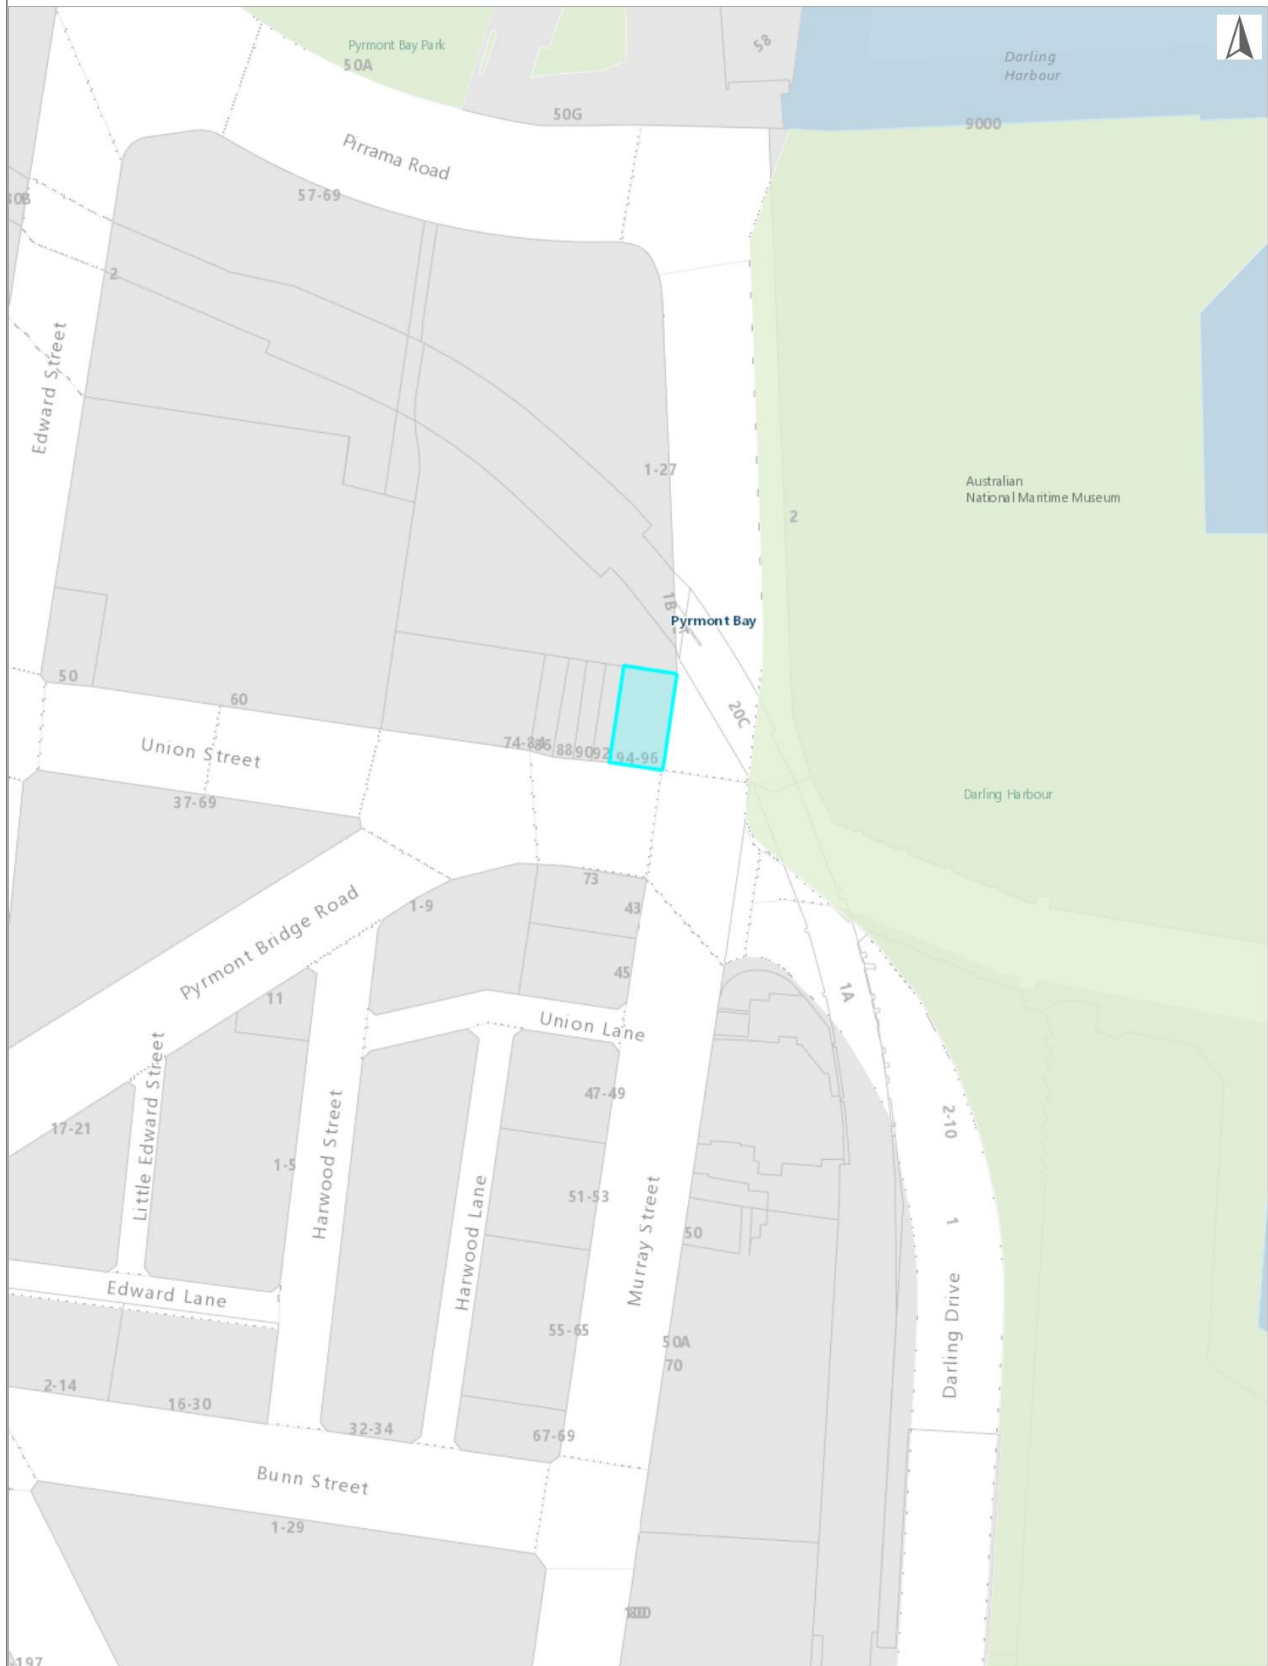 Pyrmont Bay Park
50A
58
Darling
Harbour
50G
9000
Pirrama Road
57-69
2
Edward Street
1-27
Australian
National Maritime Museum
2
1B
Pyrmont Bay
50
60
20C
74-84
86
88
90
92
94-96
Union Street
Darling Harbour
37-69
73
1-9
43
Pyrmont Bridge Road
45
11
1A
Union Lane
Little Edward Street
47-49
2-10
17-21
Harwood Street
1-5
Harwood Lane
51-53
Murray Street
50
1
Edward Lane
55-65
50A
Darling Drive
70
2-14
16-30
32-34
67-69
Bunn Street
1-29
-197